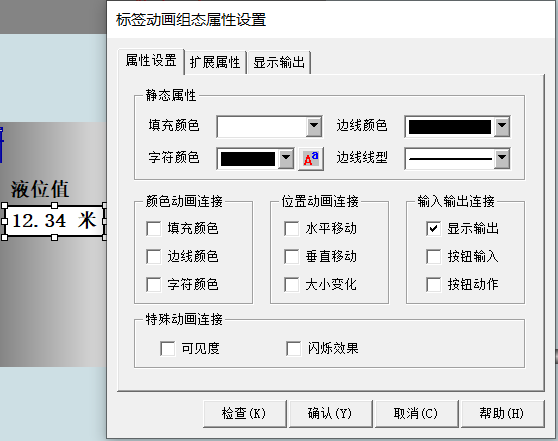 标签动画组态属性设置
属性设置 扩展属性 显示输出
静态属性
填充颜色 边线颜色
字符颜色 Aa 边线线型
液位值
12.34 米
颜色动画连接 位置动画连接 输入输出连接
填充颜色 水平移动 显示输出
边线颜色 垂直移动 按钮输入
字符颜色 大小变化 按钮动作
特殊动画连接
可见度 闪烁效果
检查(K) 确认(Y) 取消(C) 帮助(H)